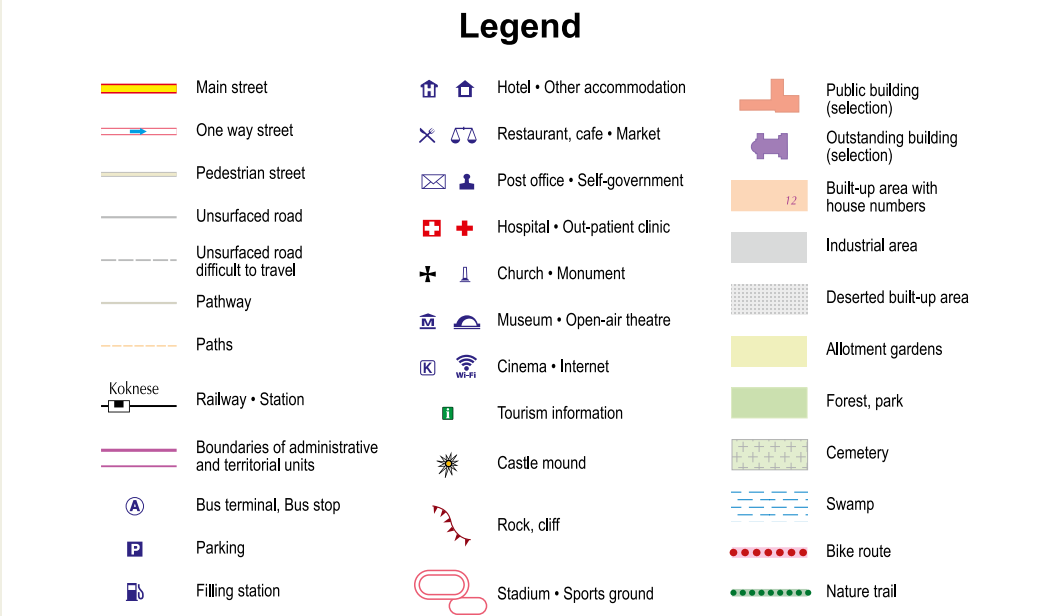 Legend
Main street
One way street
Pedestrian street
Unsurfaced road
Unsurfaced road
difficult to travel
Pathway
Paths
Koknese
Railway • Station
Boundaries of administrative
and territorial units
A
Bus terminal, Bus stop
P
Parking
Filling station
H
Hotel • Other accommodation
Restaurant, cafe • Market
Post office • Self-government
Hospital • Out-patient clinic
Church • Monument
M
Museum • Open-air theatre
K
Wi-Fi
Cinema • Internet
i
Tourism information
Castle mound
Rock, cliff
Stadium • Sports ground
Public building
(selection)
Outstanding building
(selection)
12
Built-up area with
house numbers
Industrial area
Deserted built-up area
Allotment gardens
Forest, park
Cemetery
Swamp
Bike route
Nature trail